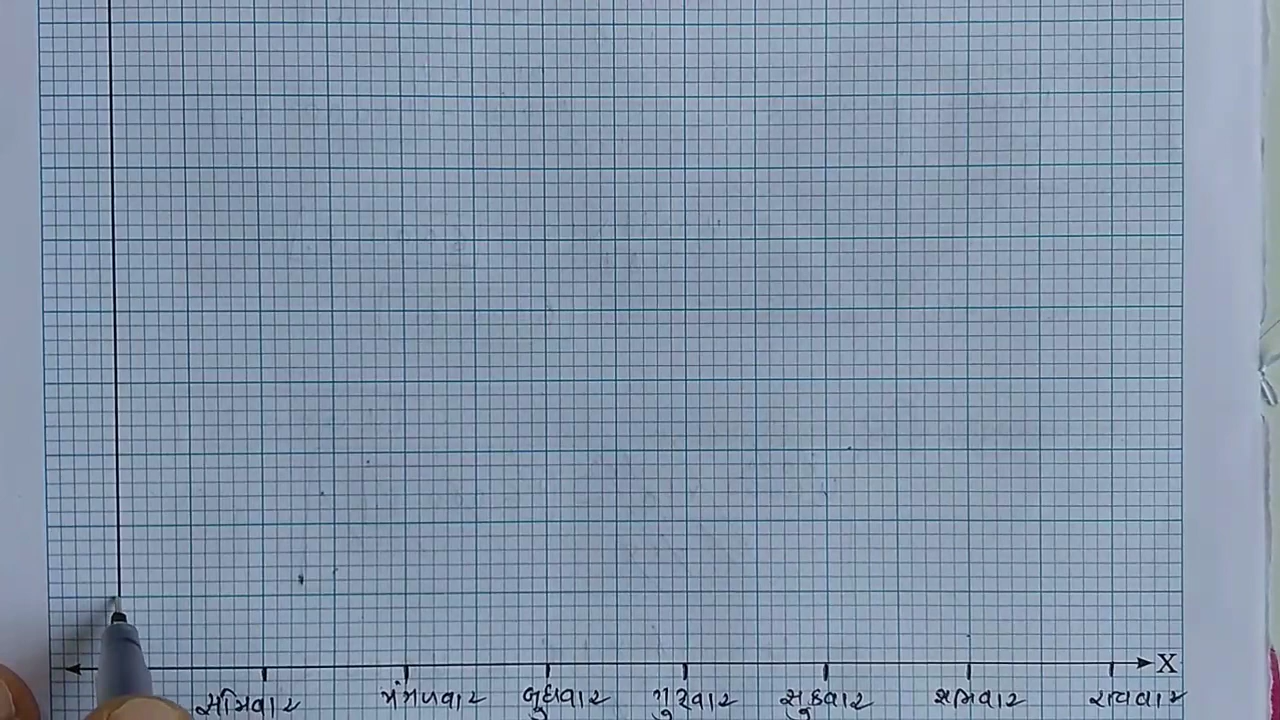 X
સોમવાર મંગળવાર બુધવાર ગુરૂવાર શુક્રવાર શનિવાર રવિવાર